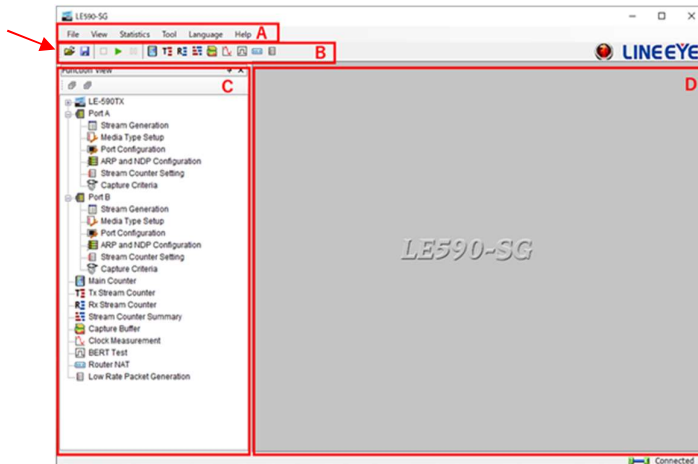 LE590-SG
File View Statistics Tool Language Help A
B
LINEEYE
Function View
C
D
LE-590TX
Port A
Stream Generation
Media Type Setup
Port Configuration
ARP and NDP Configuration
Stream Counter Setting
Capture Criteria
Port B
Stream Generation
Media Type Setup
Port Configuration
ARP and NDP Configuration
Stream Counter Setting
Capture Criteria
Main Counter
Tx Stream Counter
Rx Stream Counter
Stream Counter Summary
Capture Buffer
Clock Measurement
BERT Test
Router NAT
Low Rate Packet Generation
LE590-SG
Connected